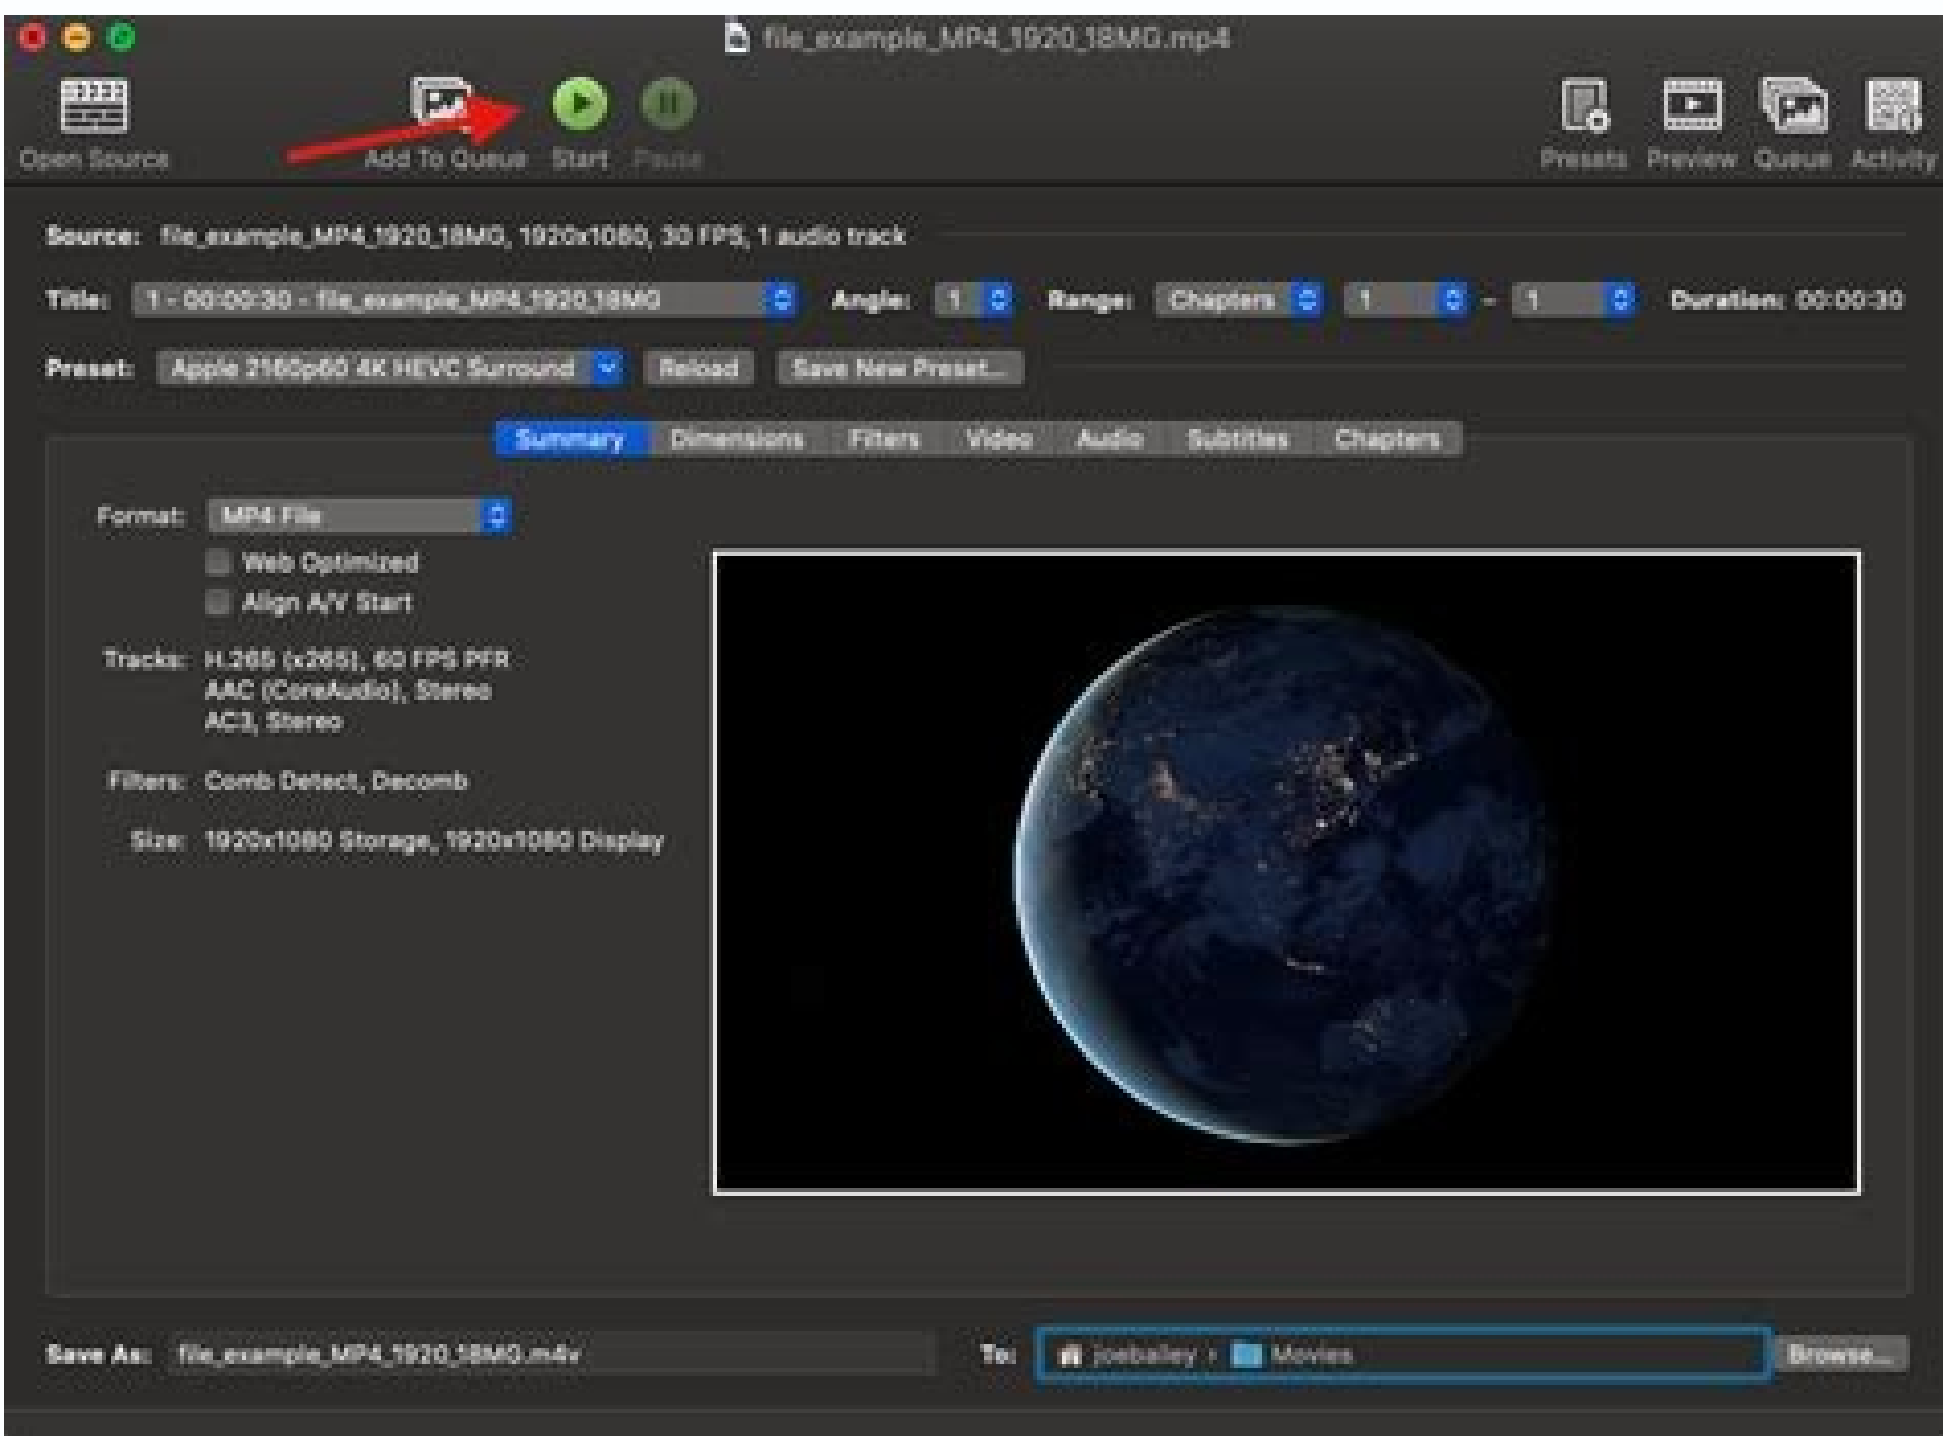 file_example_MP4_1920_18MG.mp4
Open Source Add To Queue Start Pause Presets Preview Queue Activity
Source: file_example_MP4_1920_18MG, 1920x1080, 30 FPS, 1 audio track
Title: 1 - 00:00:30 - file_example_MP4_1920_18MG Angle: 1 Range: Chapters 1 - 1 Duration: 00:00:30
Preset: Apple 2160p60 4K HEVC Surround Reload Save New Preset...
Summary Dimensions Filters Video Audio Subtitles Chapters
Format: MP4 File
Web Optimized
Align A/V Start
Tracks: H.265 (x265), 60 FPS PFR
AAC (CoreAudio), Stereo
AC3, Stereo
Filters: Comb Detect, Decomb
Size: 1920x1080 Storage, 1920x1080 Display
Save As: file_example_MP4_1920_18MG.m4v To: joebailey › Movies Browse...